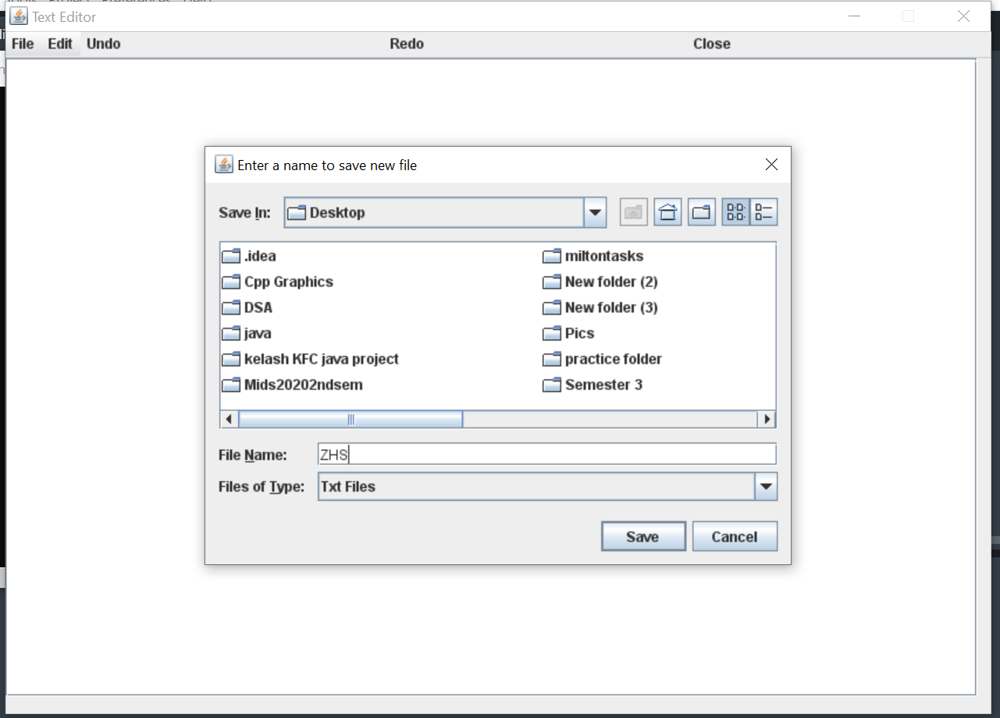 Text Editor
File Edit Undo Redo Close
Enter a name to save new file
Save In: Desktop
.idea miltontasks
Cpp Graphics New folder (2)
DSA New folder (3)
java Pics
kelash KFC java project practice folder
Mids20202ndsem Semester 3
File Name: ZHS
Files of Type: Txt Files
Save Cancel